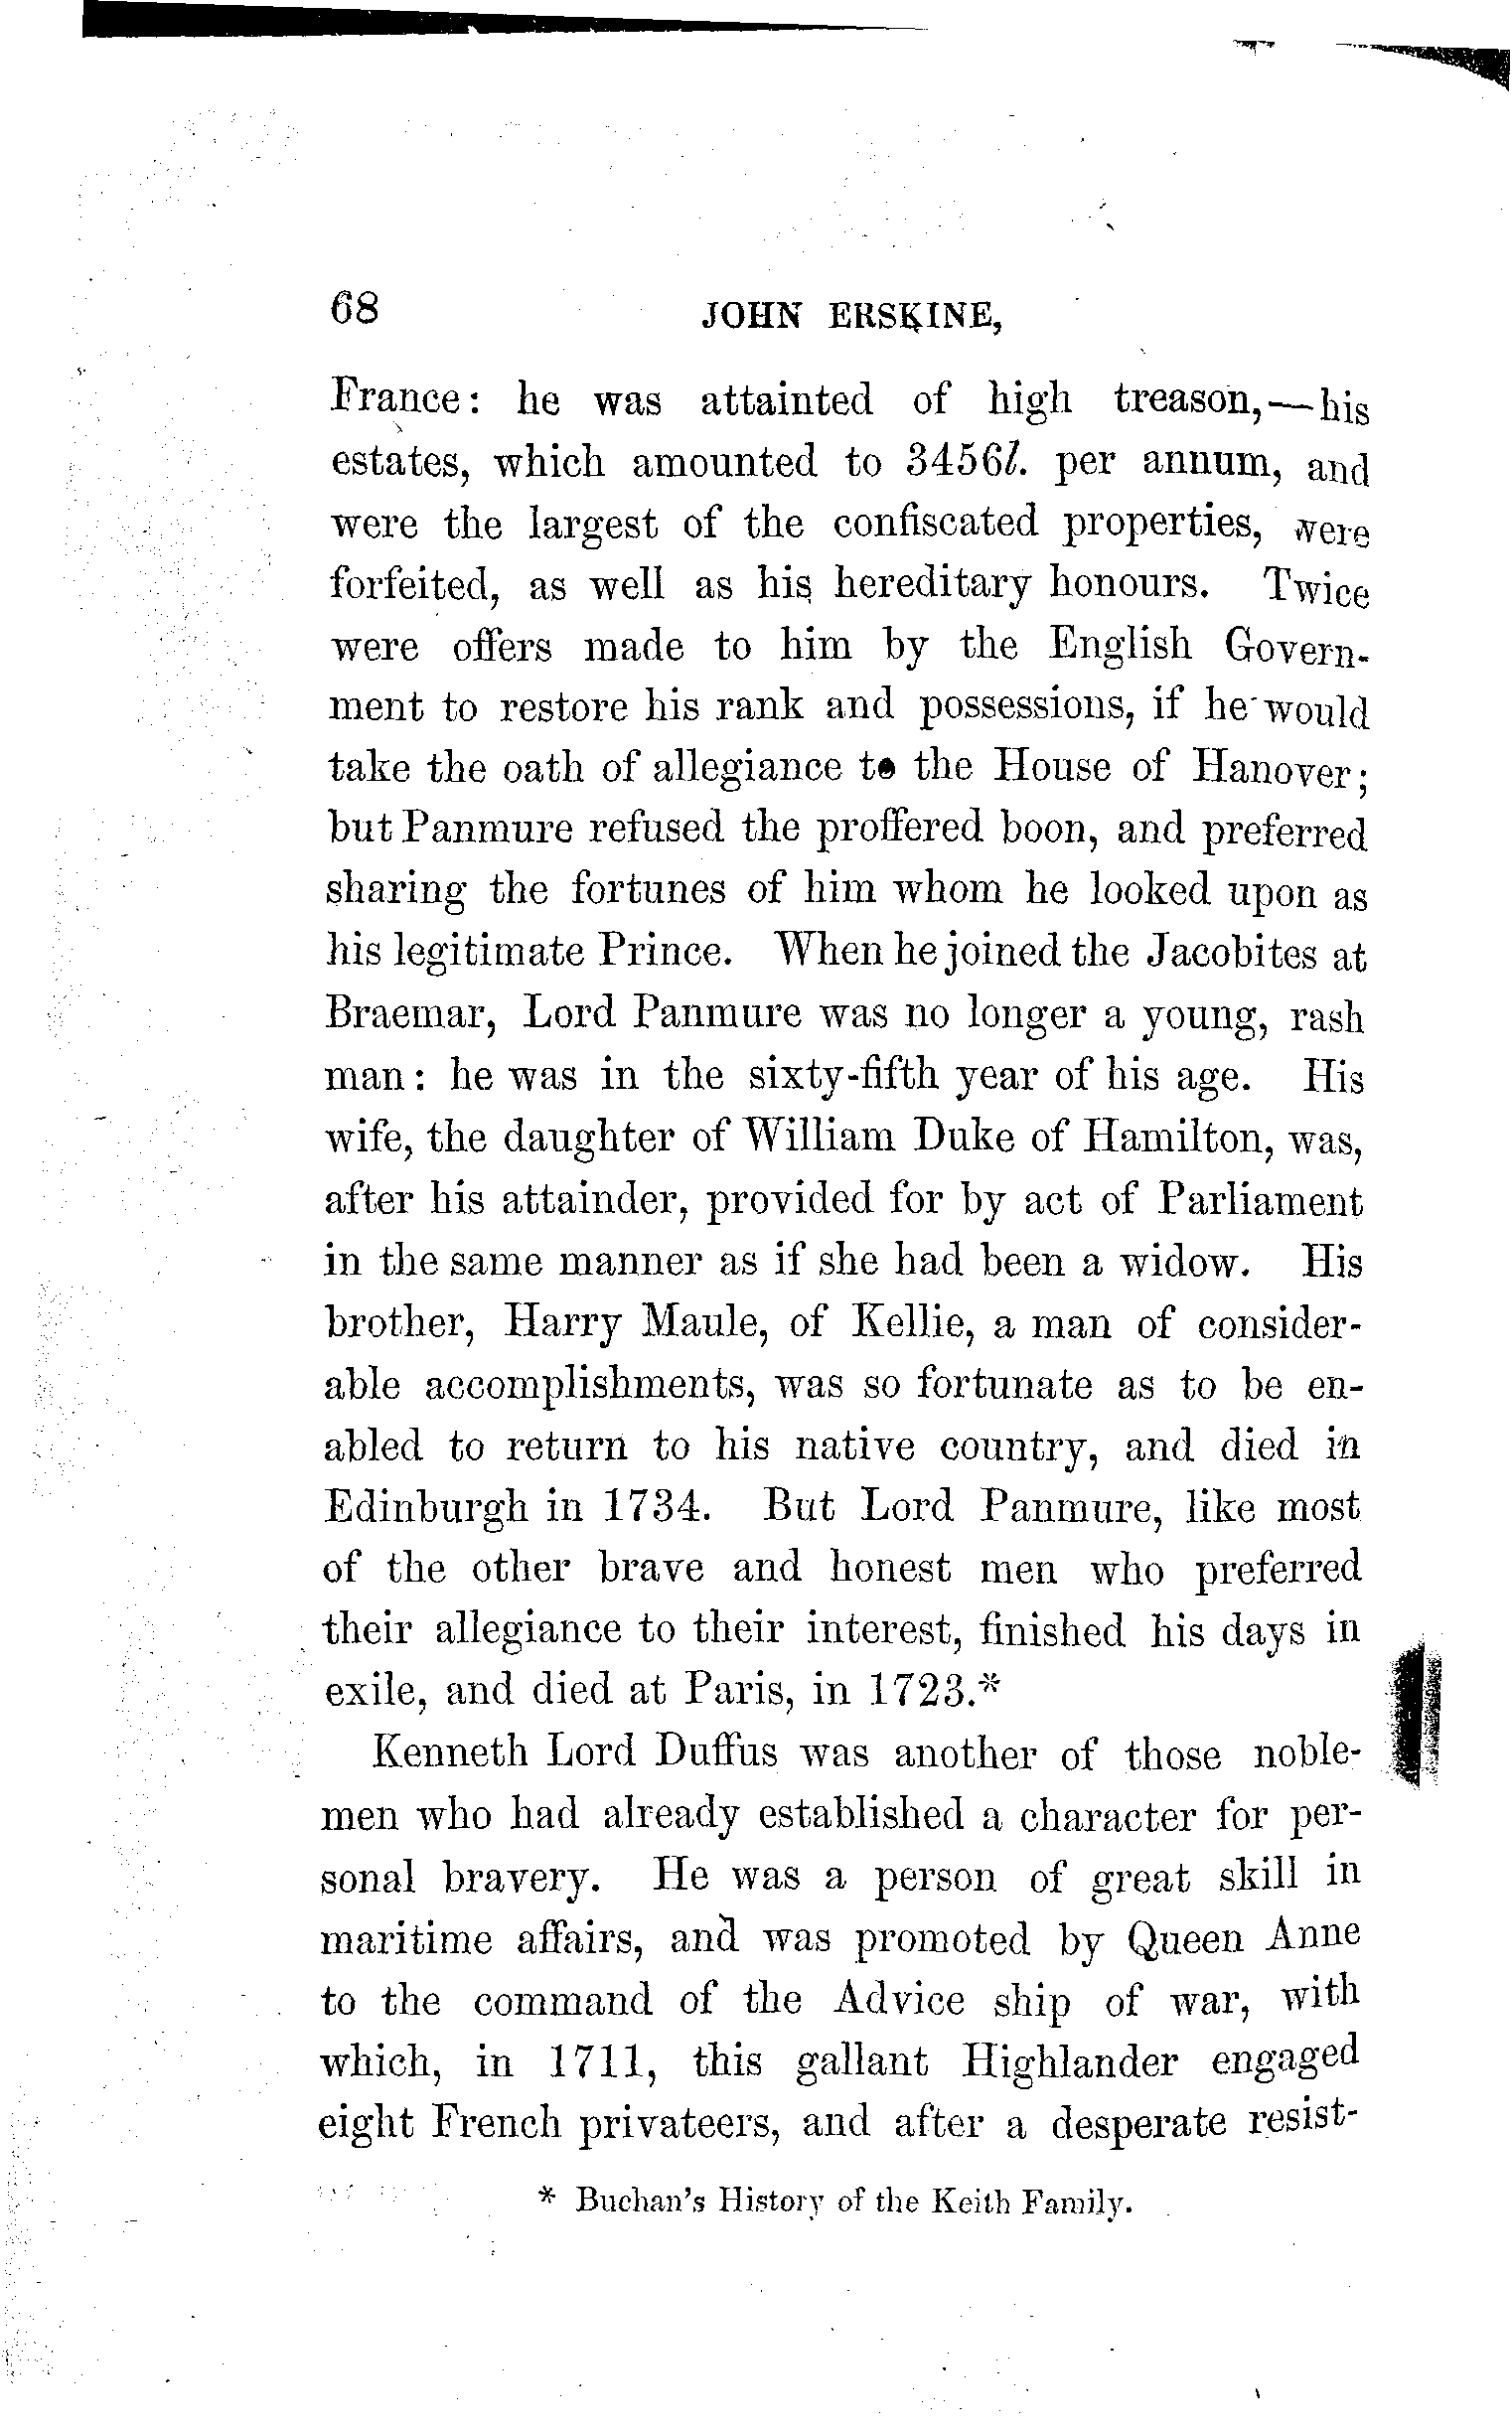 68 JOHN ERSKINE,
France: he was attainted of high treason,—his
estates, which amounted to 3456l. per annum, and
were the largest of the confiscated properties, were
forfeited, as well as his hereditary honours. Twice
were offers made to him by the English Govern-
ment to restore his rank and possessions, if he would
take the oath of allegiance to the House of Hanover;
but Panmure refused the proffered boon, and preferred
sharing the fortunes of him whom he looked upon as
his legitimate Prince. When he joined the Jacobites at
Braemar, Lord Panmure was no longer a young, rash
man: he was in the sixty-fifth year of his age. His
wife, the daughter of William Duke of Hamilton, was,
after his attainder, provided for by act of Parliament
in the same manner as if she had been a widow. His
brother, Harry Maule, of Kellie, a man of consider-
able accomplishments, was so fortunate as to be en-
abled to return to his native country, and died in
Edinburgh in 1734. But Lord Panmure, like most
of the other brave and honest men who preferred
their allegiance to their interest, finished his days in
exile, and died at Paris, in 1723.*
Kenneth Lord Duffus was another of those noble-
men who had already established a character for per-
sonal bravery. He was a person of great skill in
maritime affairs, and was promoted by Queen Anne
to the command of the Advice ship of war, with
which, in 1711, this gallant Highlander engaged
eight French privateers, and after a desperate resist-
* Buchan's History of the Keith Family.